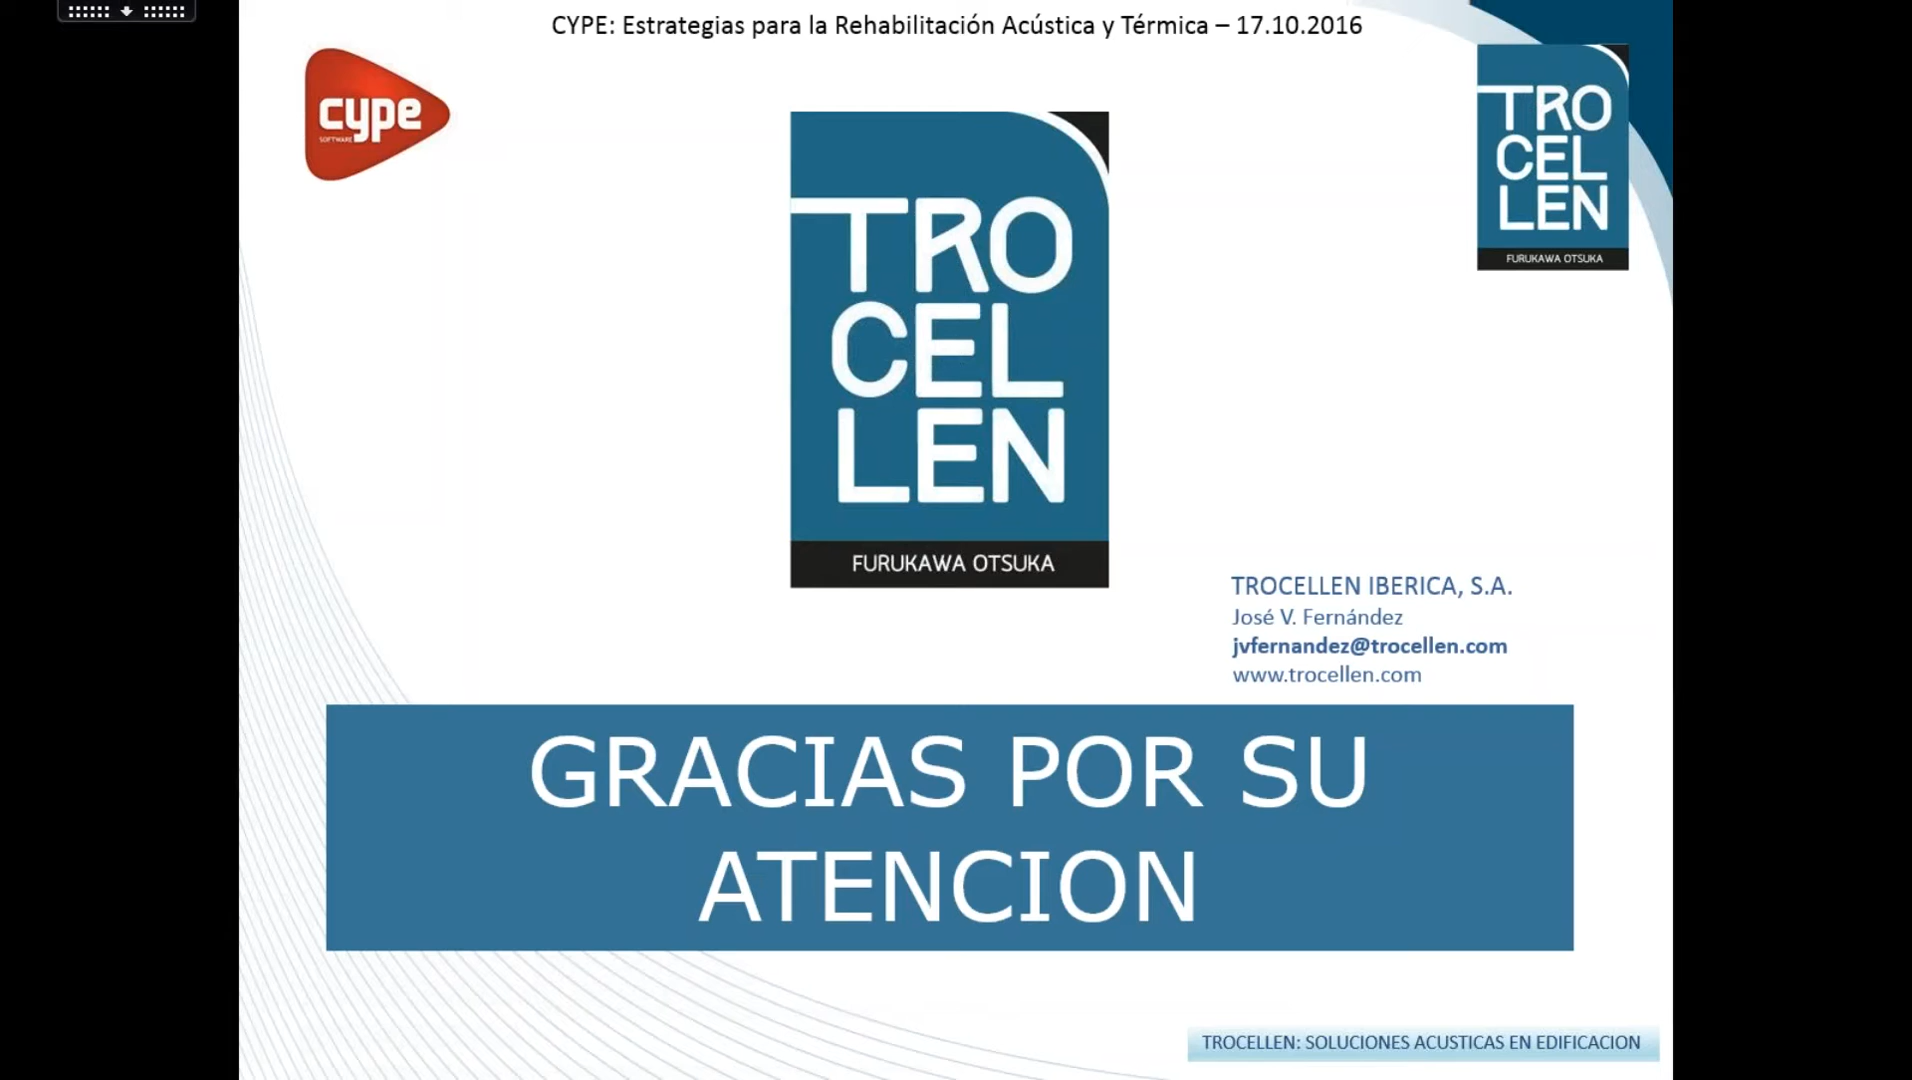 CYPE: Estrategias para la Rehabilitación Acústica y Térmica – 17.10.2016
cype
SOFTWARE
TRO
CEL
LEN
FURUKAWA OTSUKA
TRO
CEL
LEN
FURUKAWA OTSUKA
TROCELLEN IBERICA, S.A.
José V. Fernández
jvfernandez@trocellen.com
www.trocellen.com
GRACIAS POR SU
ATENCION
TROCELLEN: SOLUCIONES ACUSTICAS EN EDIFICACION